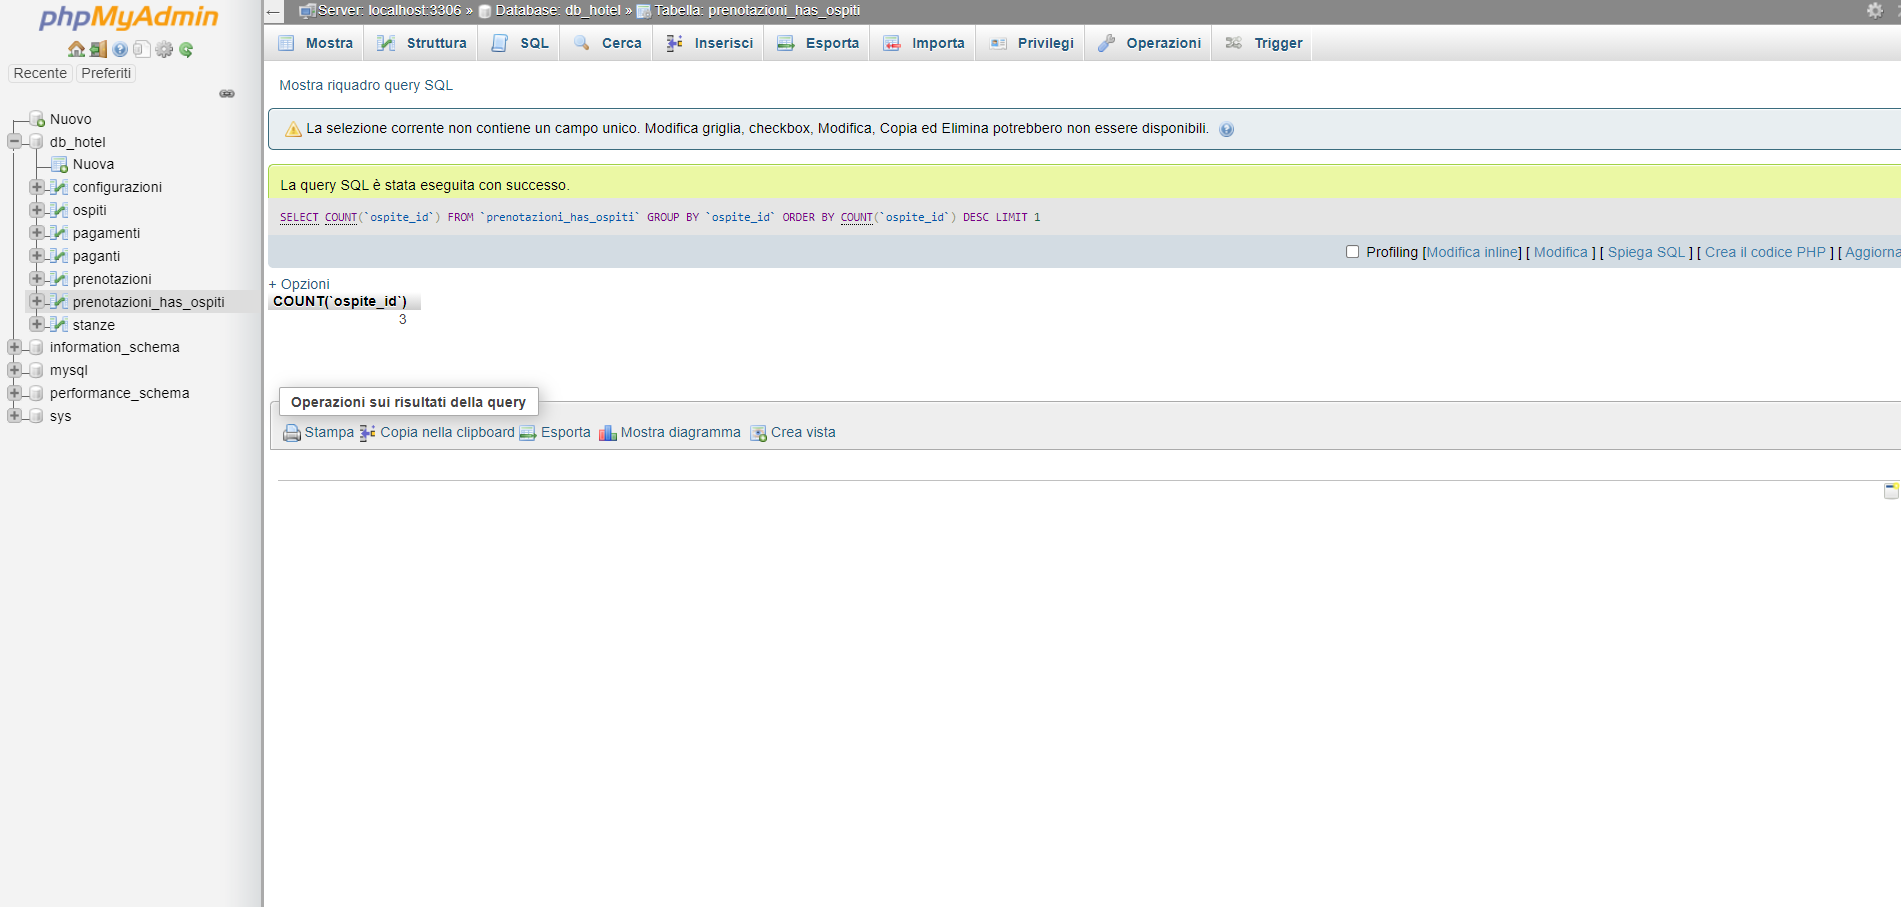 phpMyAdmin
Recente Preferiti
Nuovo
db_hotel
Nuova
configurazioni
ospiti
pagamenti
paganti
prenotazioni
prenotazioni_has_ospiti
stanze
information_schema
mysql
performance_schema
sys
Server: localhost:3306 » Database: db_hotel » Tabella: prenotazioni_has_ospiti
Mostra Struttura SQL Cerca Inserisci Esporta Importa Privilegi Operazioni Trigger
Mostra riquadro query SQL
La selezione corrente non contiene un campo unico. Modifica griglia, checkbox, Modifica, Copia ed Elimina potrebbero non essere disponibili.
La query SQL è stata eseguita con successo.
SELECT COUNT(`ospite_id`) FROM `prenotazioni_has_ospiti` GROUP BY `ospite_id` ORDER BY COUNT(`ospite_id`) DESC LIMIT 1
Profiling [Modifica inline] [ Modifica ] [ Spiega SQL ] [ Crea il codice PHP ] [ Aggiorna
+ Opzioni
COUNT(`ospite_id`)
3
Operazioni sui risultati della query
Stampa Copia nella clipboard Esporta Mostra diagramma Crea vista